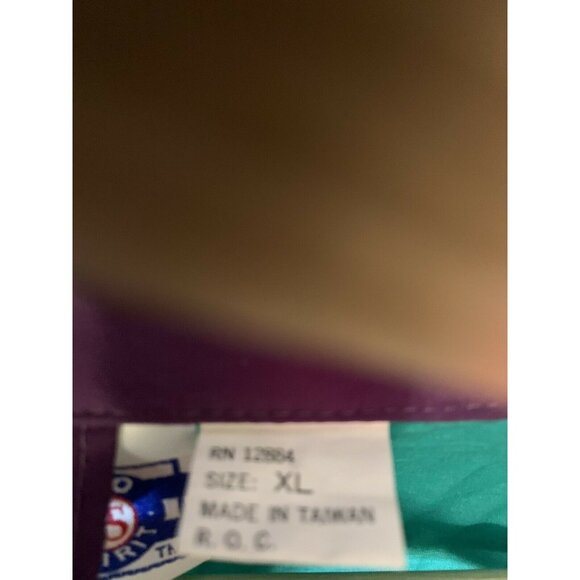 RN 12884
SIZE: XL
MADE IN TAIWAN
R. O. C.